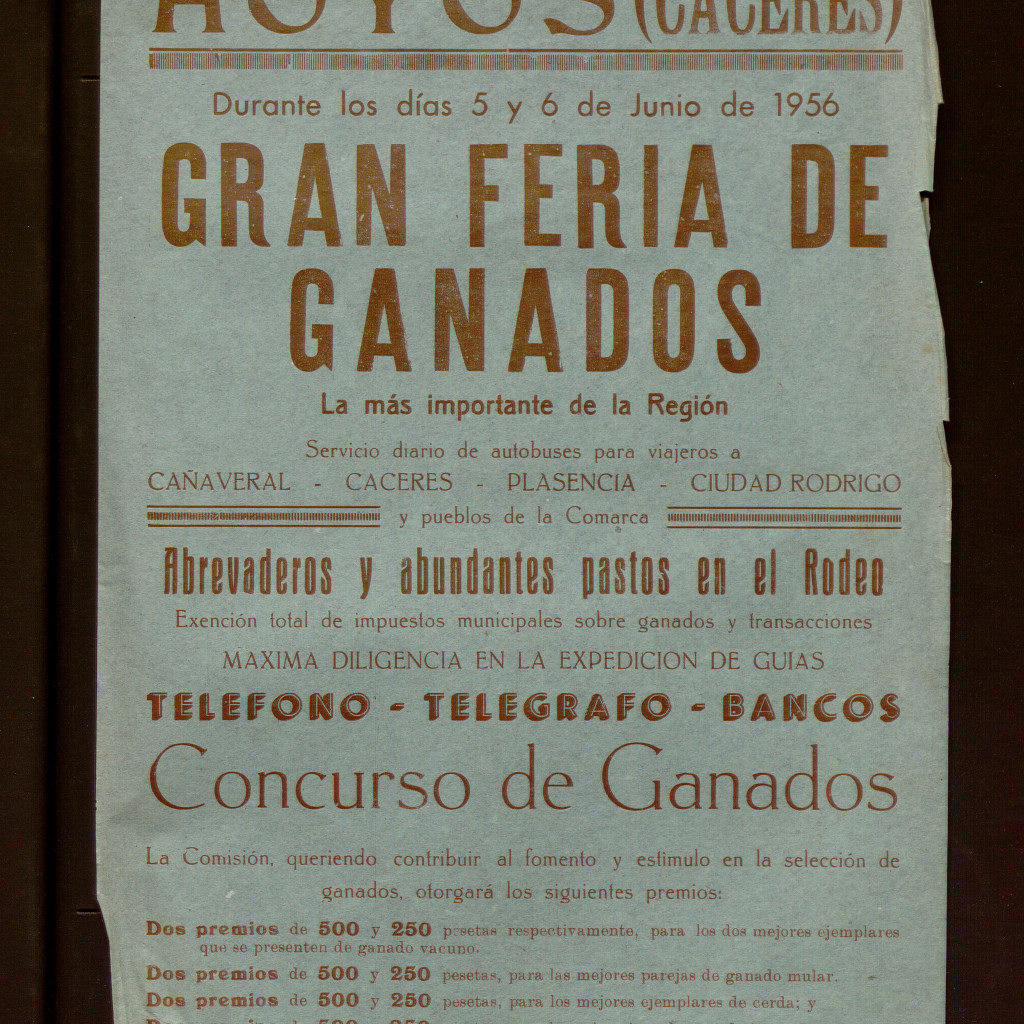 HOYOS (CACERES)
Durante los días 5 y 6 de Junio de 1956
GRAN FERIA DE
GANADOS
La más importante de la Región
Servicio diario de autobuses para viajeros a
CAÑAVERAL - CACERES - PLASENCIA - CIUDAD RODRIGO
y pueblos de la Comarca
Abrevaderos y abundantes pastos en el Rodeo
Exención total de impuestos municipales sobre ganados y transacciones
MAXIMA DILIGENCIA EN LA EXPEDICION DE GUIAS
TELEFONO - TELEGRAFO - BANCOS
Concurso de Ganados
La Comisión, queriendo contribuir al fomento y estímulo en la selección de
ganados, otorgará los siguientes premios:
Dos premios de 500 y 250 pesetas respectivamente, para los dos mejores ejemplares
que se presenten de ganado vacuno.
Dos premios de 500 y 250 pesetas, para las mejores parejas de ganado mular.
Dos premios de 500 y 250 pesetas, para los mejores ejemplares de cerda; y